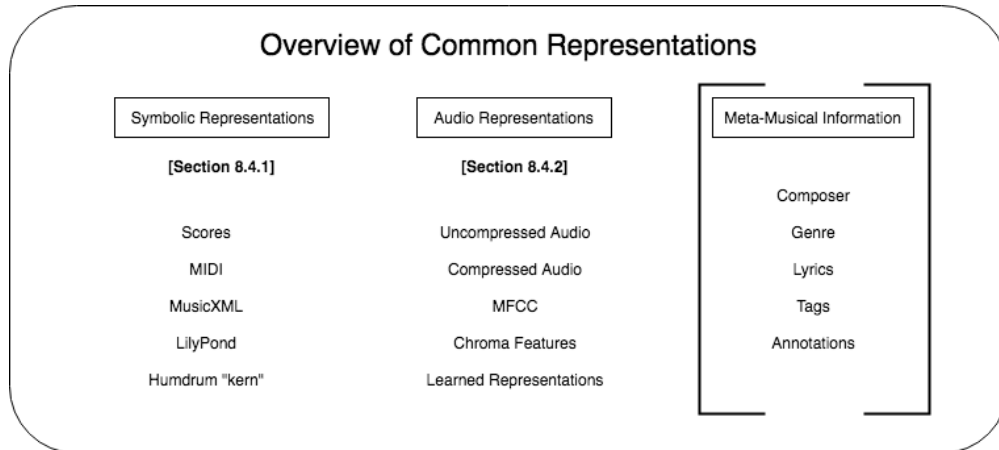 Overview of Common Representations
Symbolic Representations
[Section 8.4.1]
Scores
MIDI
MusicXML
LilyPond
Humdrum "kern"
Audio Representations
[Section 8.4.2]
Uncompressed Audio
Compressed Audio
MFCC
Chroma Features
Learned Representations
Meta-Musical Information
Composer
Genre
Lyrics
Tags
Annotations